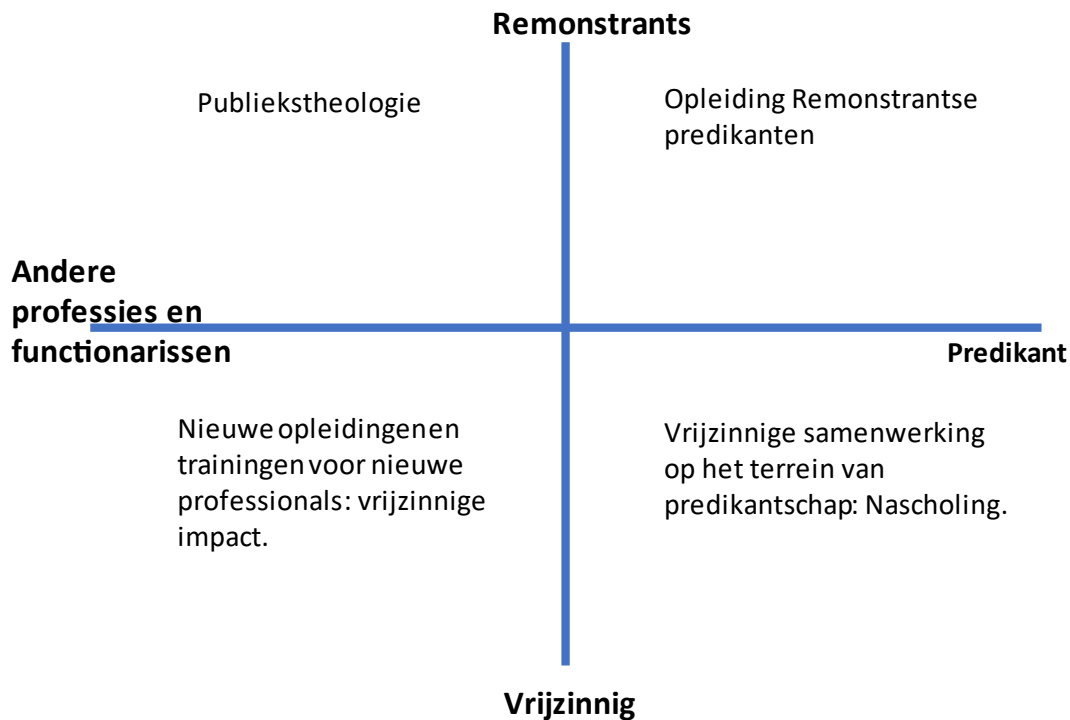 Remonstrants
Publiekstheologie
Opleiding Remonstrantse
predikanten
Andere
professies en
functionarissen
Predikant
Nieuwe opleidingen en
trainingen voor nieuwe
professionals: vrijzinnige
impact.
Vrijzinnige samenwerking
op het terrein van
predikantschap: Nascholing.
Vrijzinnig